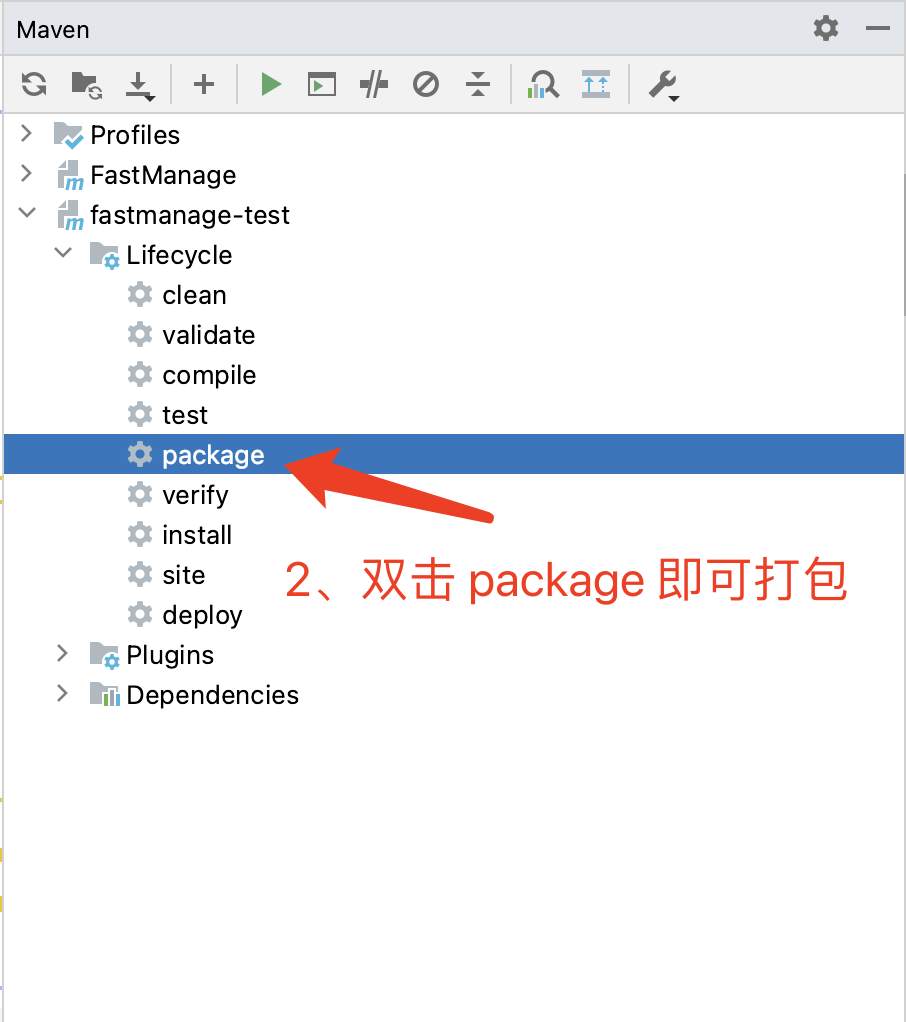 Maven
Profiles
FastManage
fastmanage-test
Lifecycle
clean
validate
compile
test
package
verify
install
2、双击 package 即可打包
site
deploy
Plugins
Dependencies